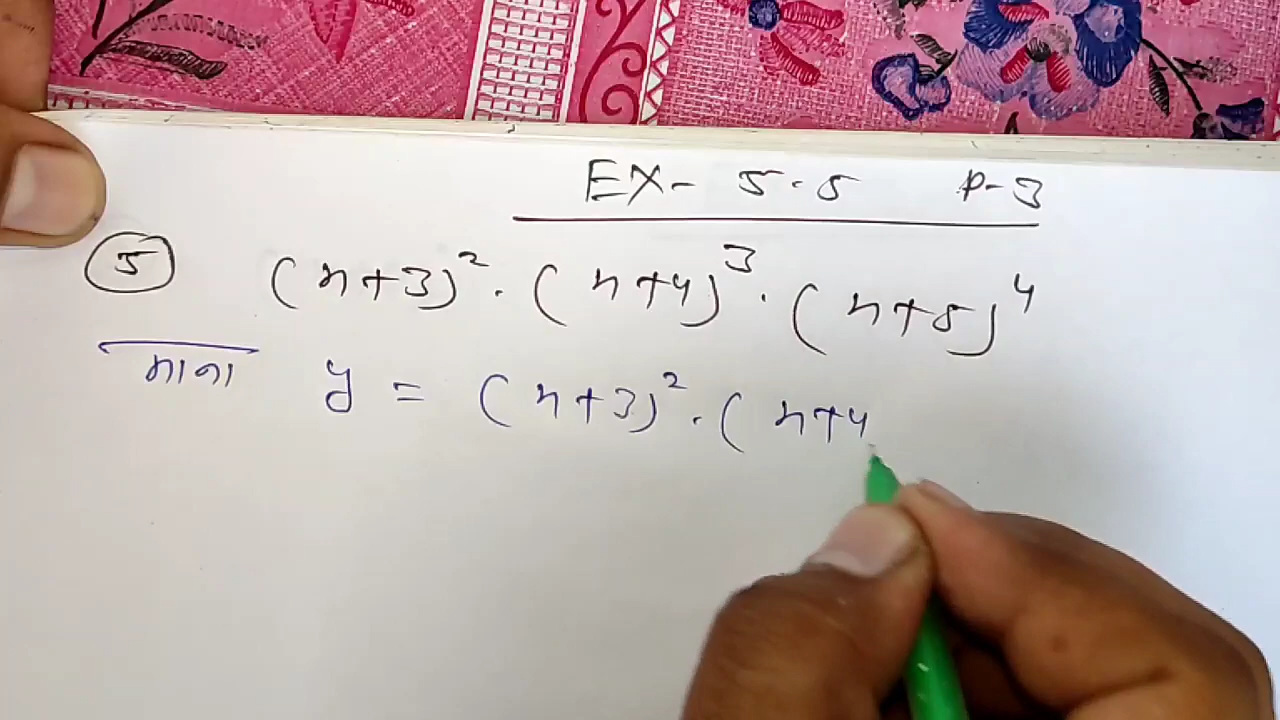 EX- 5.5 P-3
5 (x+3)². (x+4)³. (x+5)⁴
माना y = (x+3)². (x+4